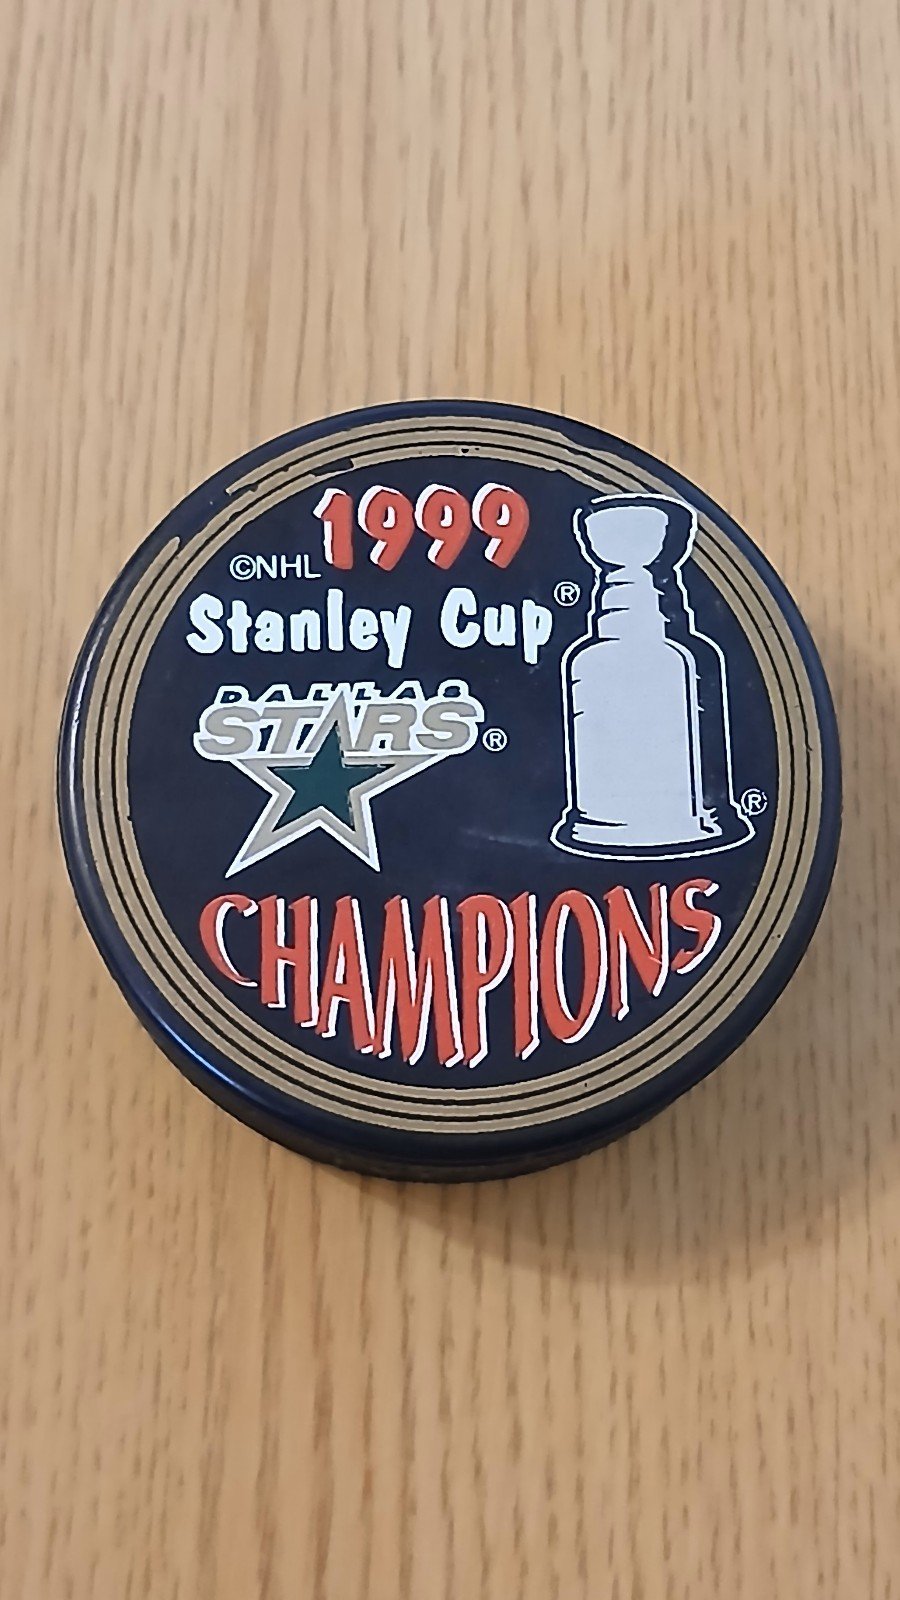 1999
©NHL
Stanley Cup®
DALLAS
STARS®
®
CHAMPIONS